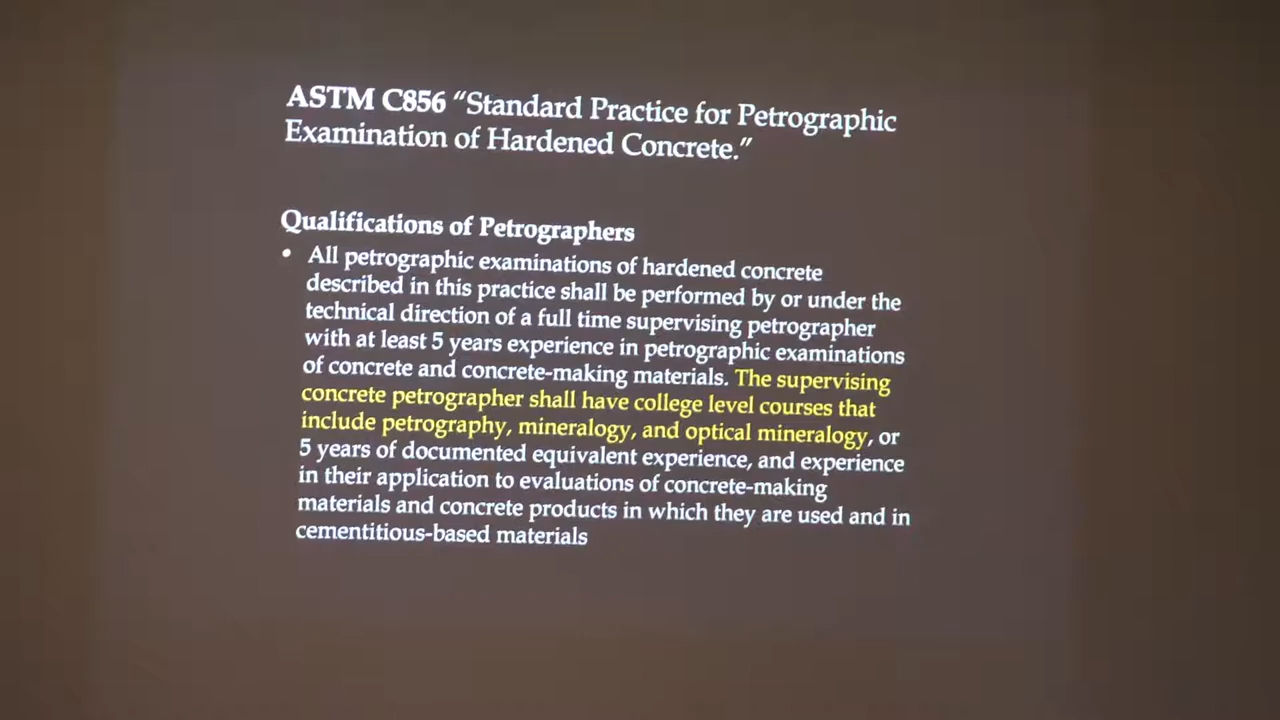 ASTM C856 “Standard Practice for Petrographic
Examination of Hardened Concrete.”
Qualifications of Petrographers
• All petrographic examinations of hardened concrete
described in this practice shall be performed by or under the
technical direction of a full time supervising petrographer
with at least 5 years experience in petrographic examinations
of concrete and concrete-making materials. The supervising
concrete petrographer shall have college level courses that
include petrography, mineralogy, and optical mineralogy, or
5 years of documented equivalent experience, and experience
in their application to evaluations of concrete-making
materials and concrete products in which they are used and in
cementitious-based materials